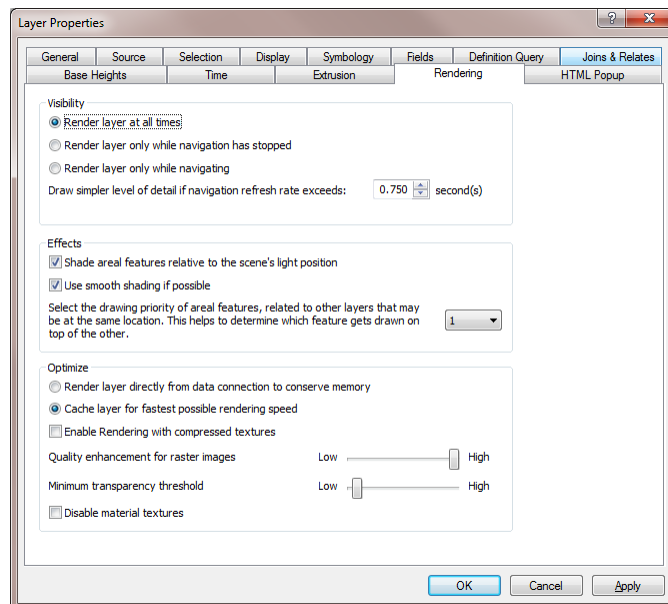 Layer Properties
General Source Selection Display Symbology Fields Definition Query Joins & Relates
Base Heights Time Extrusion Rendering HTML Popup
Visibility
Render layer at all times
Render layer only while navigation has stopped
Render layer only while navigating
Draw simpler level of detail if navigation refresh rate exceeds: 0.750 second(s)
Effects
Shade areal features relative to the scene's light position
Use smooth shading if possible
Select the drawing priority of areal features, related to other layers that may
be at the same location. This helps to determine which feature gets drawn on
top of the other.
1
Optimize
Render layer directly from data connection to conserve memory
Cache layer for fastest possible rendering speed
Enable Rendering with compressed textures
Quality enhancement for raster images Low High
Minimum transparency threshold Low High
Disable material textures
OK Cancel Apply